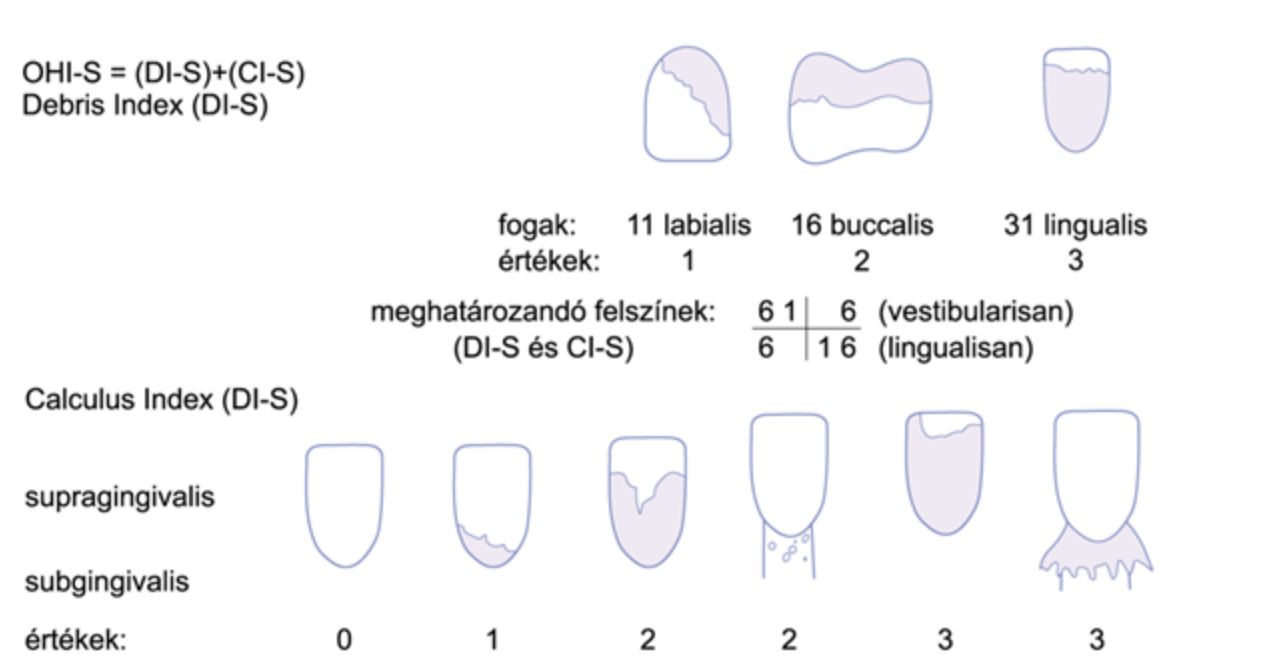 OHI-S = (DI-S)+(CI-S)
Debris Index (DI-S)
fogak: 11 labialis 16 buccalis 31 lingualis
értékek: 1 2 3
meghatározandó felszínek: 6 1 | 6 (vestibularisan)
(DI-S és CI-S) 6 | 1 6 (lingualisan)
Calculus Index (DI-S)
supragingivalis
subgingivalis
értékek: 0 1 2 2 3 3